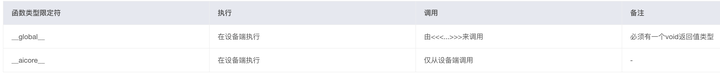 函数类型限定符 执行 调用 备注
__global__ 在设备端执行 由<<<...>>>来调用 必须有一个void返回值类型
__aicore__ 在设备端执行 仅从设备端调用 -